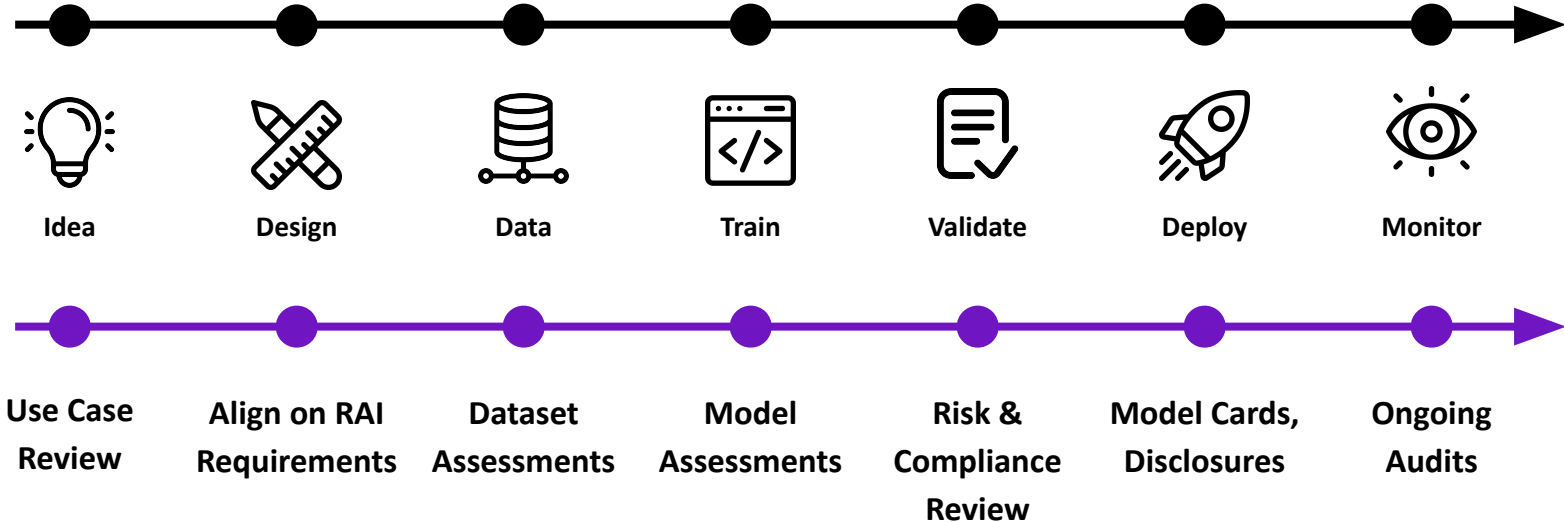 Idea
Design
Data
Train
Validate
Deploy
Monitor
Use Case
Review
Align on RAI
Requirements
Dataset
Assessments
Model
Assessments
Risk &
Compliance
Review
Model Cards,
Disclosures
Ongoing
Audits